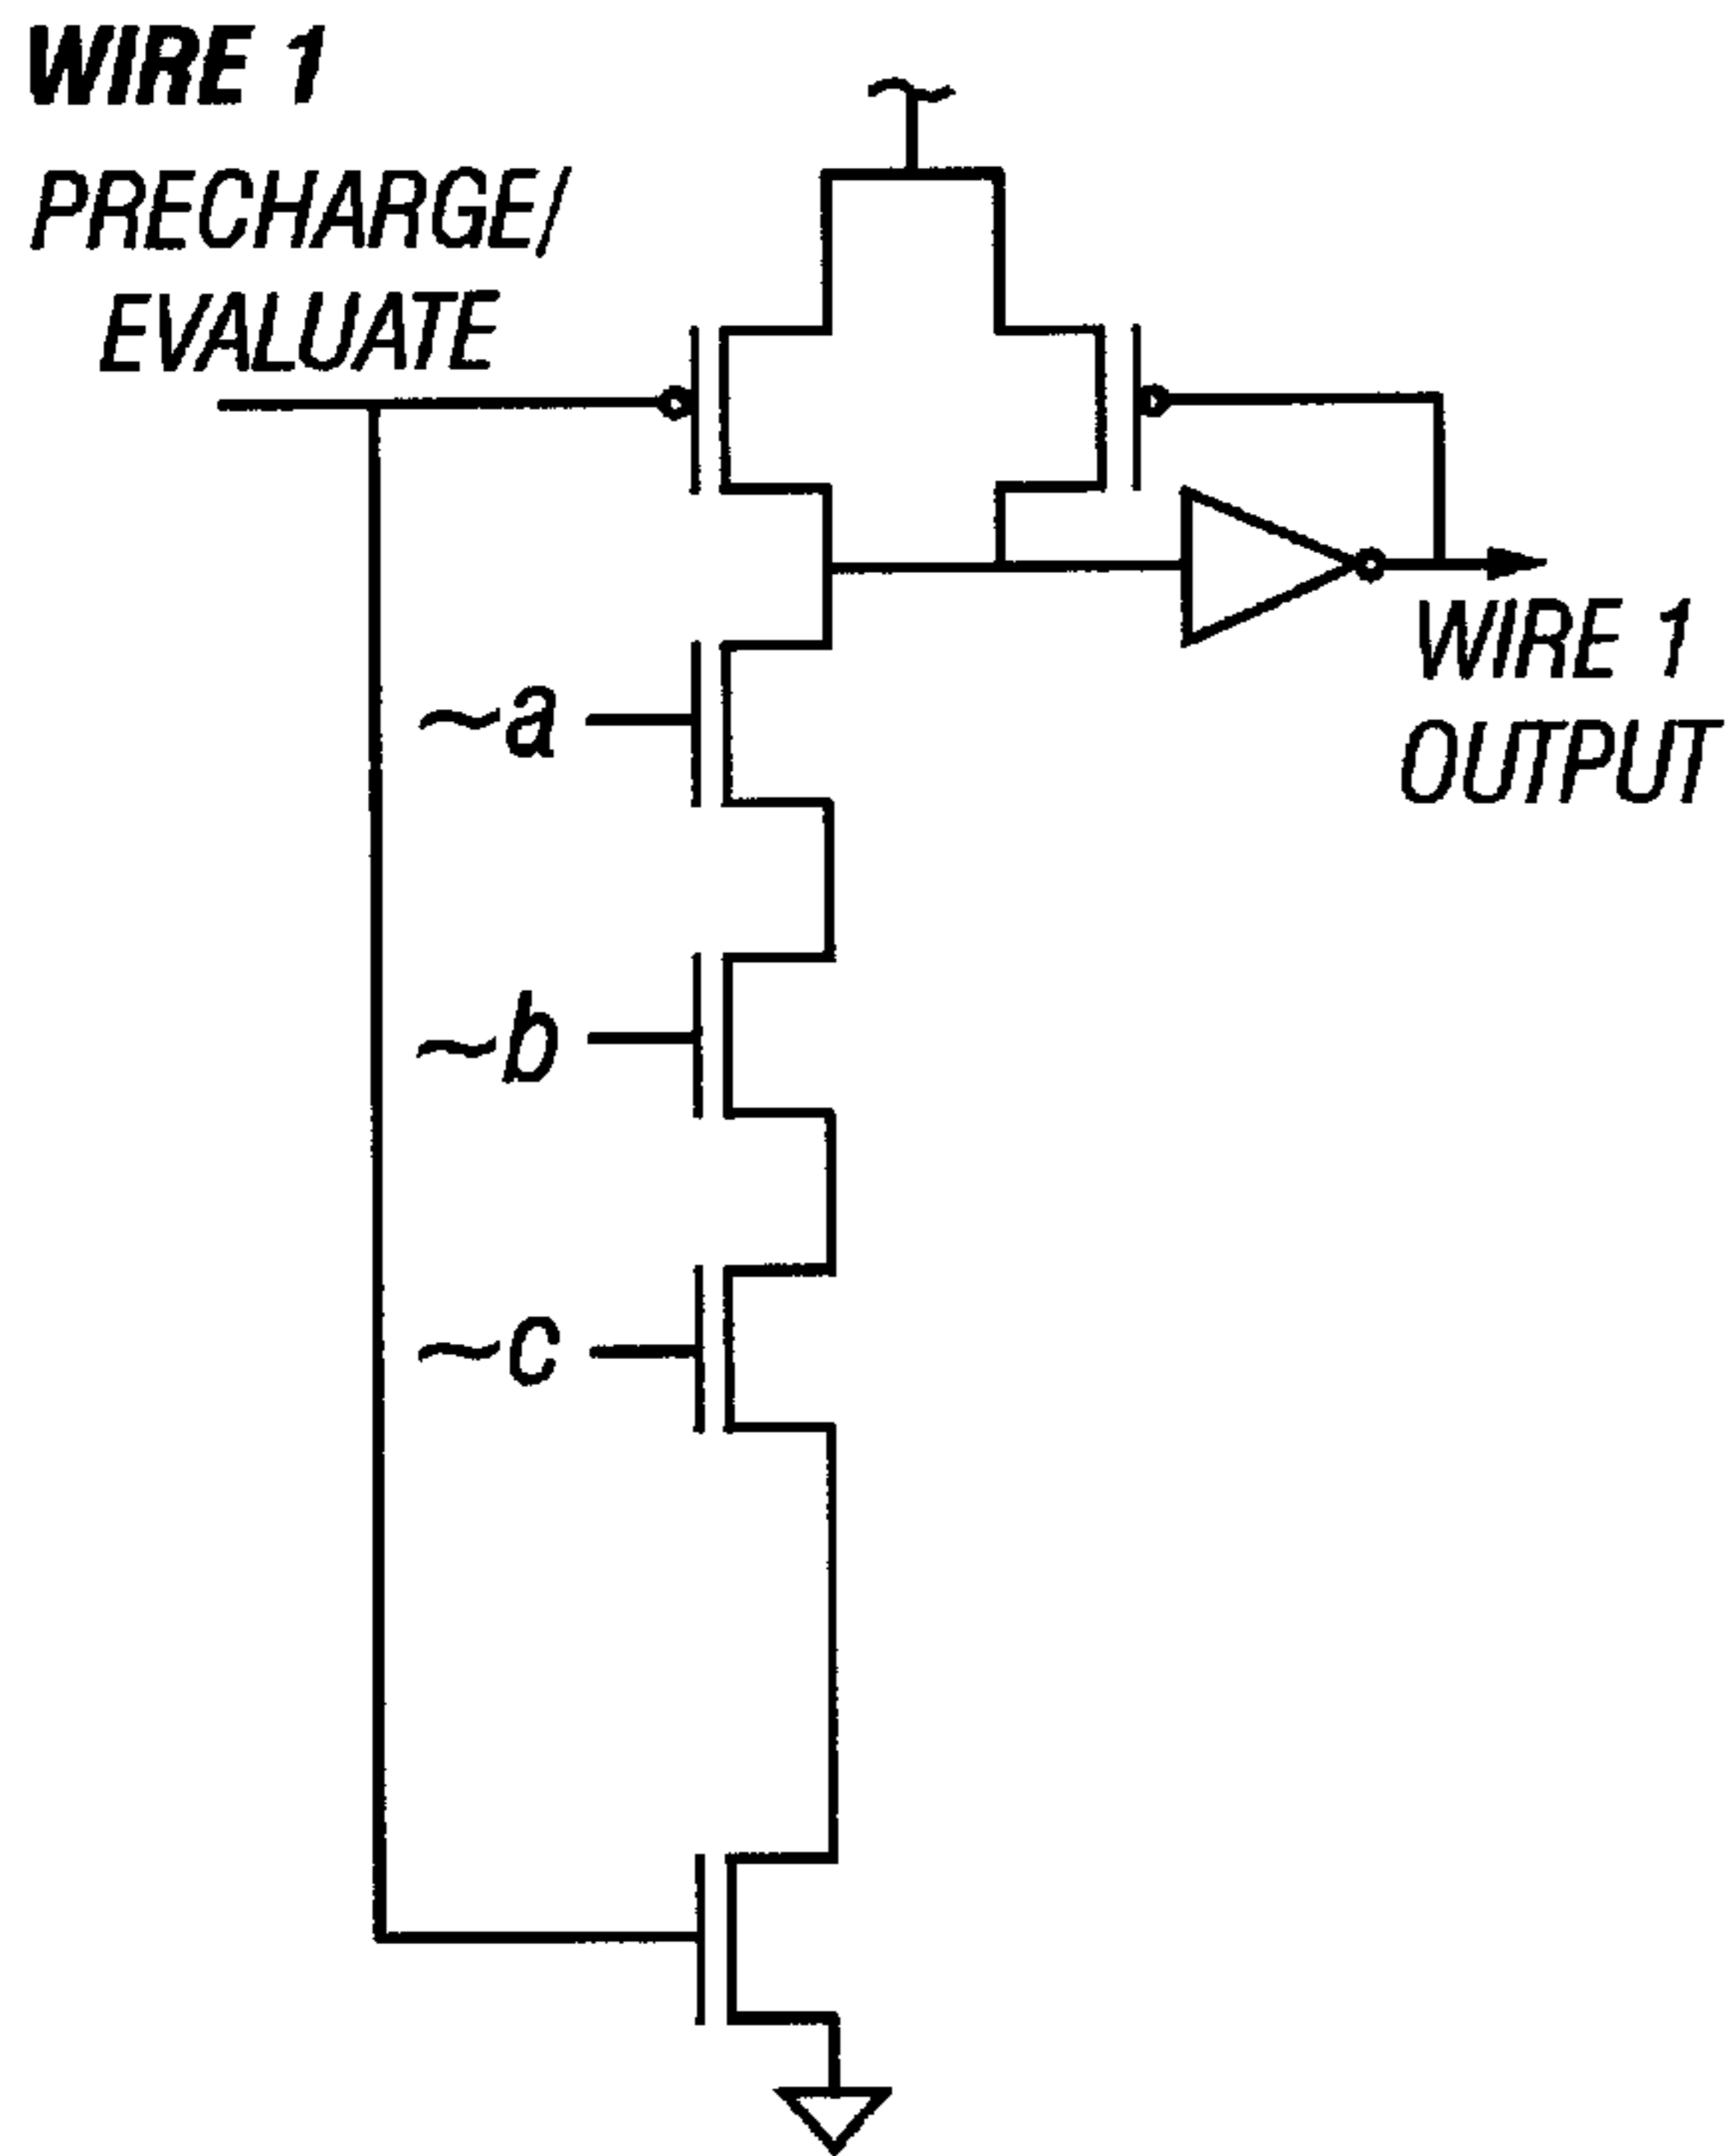 WIRE 1
PRECHARGE/
EVALUATE
WIRE 1
OUTPUT
~a
~b
~c